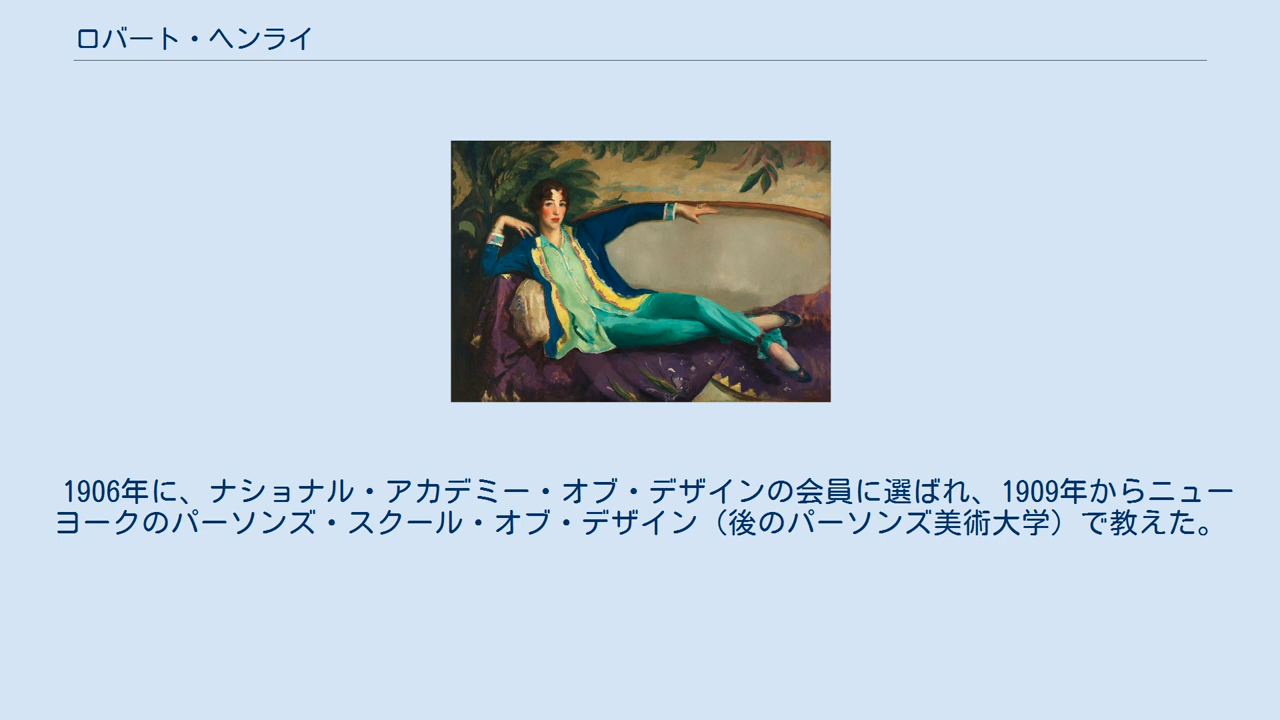 ロバート・ヘンライ
1906年に、ナショナル・アカデミー・オブ・デザインの会員に選ばれ、1909年からニュー
ヨークのパーソンズ・スクール・オブ・デザイン（後のパーソンズ美術大学）で教えた。